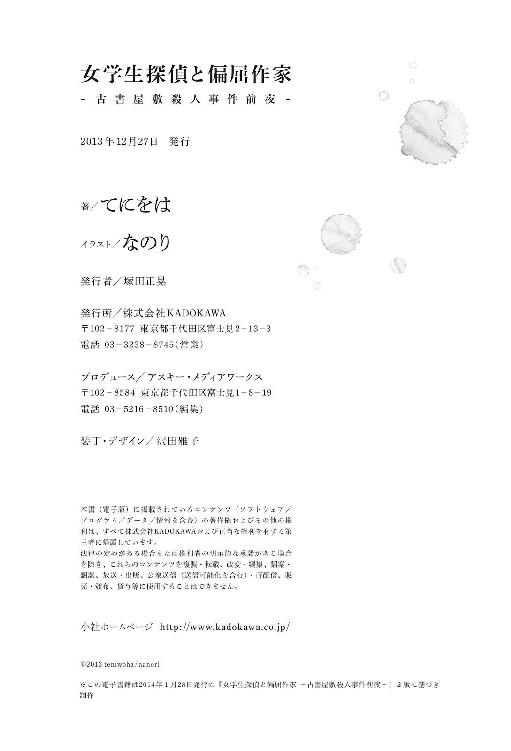 女学生探偵と偏屈作家
- 古書屋敷殺人事件前夜 -
2013年12月27日　発行
著／てにをは
イラスト／なのり
発行者／塚田正晃
発行所／株式会社KADOKAWA
〒102−8177 東京都千代田区富士見2−13−3
電話 03−3238−8745(営業)
プロデュース／アスキー・メディアワークス
〒102−8584 東京都千代田区富士見1−8−19
電話 03−5216−8510(編集)
装丁・デザイン／沢田雅子
本書（電子版）に掲載されているコンテンツ（ソフトウェア／
プログラム／データ／情報を含む）の著作権およびその他の権
利は、すべて株式会社KADOKAWAおよび正当な権利を有する第
三者に帰属しています。
法律の定めがある場合または権利者の明示的な承諾がある場合
を除き、これらのコンテンツを複製・転載、改変・編集、翻案・
翻訳、放送・出版、公衆送信（送信可能化を含む）・再配信、販
売・頒布、貸与等に使用することはできません。
小社ホームページ　http://www.kadokawa.co.jp/
©2013 teniwoha/nanori
※この電子書籍は2014年1月28日発行の『女学生探偵と偏屈作家 −古書屋敷殺人事件前夜−』2版に基づき
制作